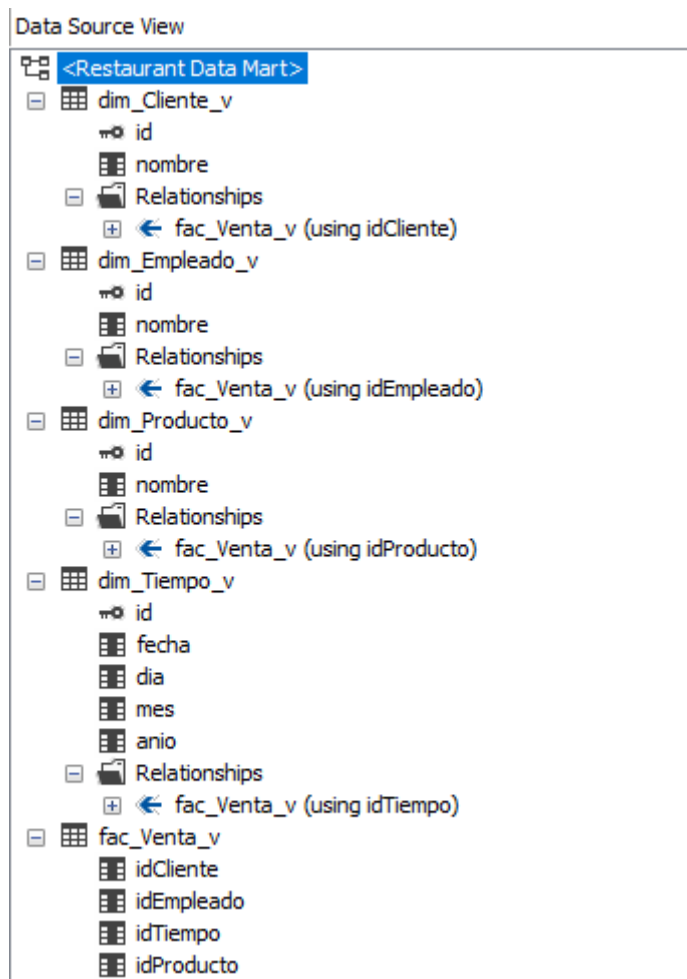 Data Source View
<Restaurant Data Mart>
dim_Cliente_v
id
nombre
Relationships
fac_Venta_v (using idCliente)
dim_Empleado_v
id
nombre
Relationships
fac_Venta_v (using idEmpleado)
dim_Producto_v
id
nombre
Relationships
fac_Venta_v (using idProducto)
dim_Tiempo_v
id
fecha
dia
mes
anio
Relationships
fac_Venta_v (using idTiempo)
fac_Venta_v
idCliente
idEmpleado
idTiempo
idProducto